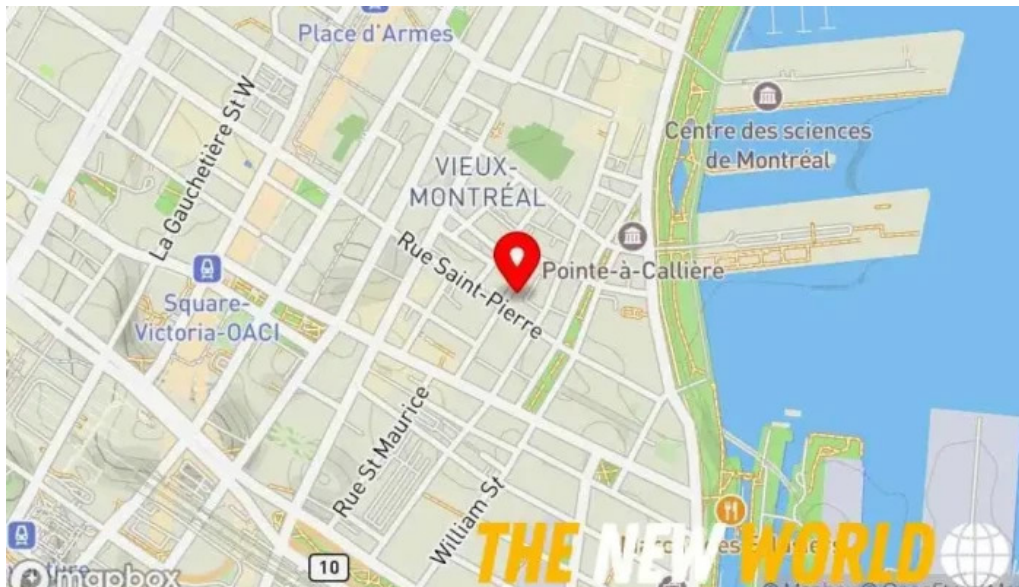 Place d'Armes
La Gauchetière St W
Centre des sciences
de Montréal
VIEUX-
MONTRÉAL
Rue Saint-Pierre
Pointe-à-Callière
Square-
Victoria-OACI
Rue St Maurice
William St
THE NEW WORLD
10
mapbox